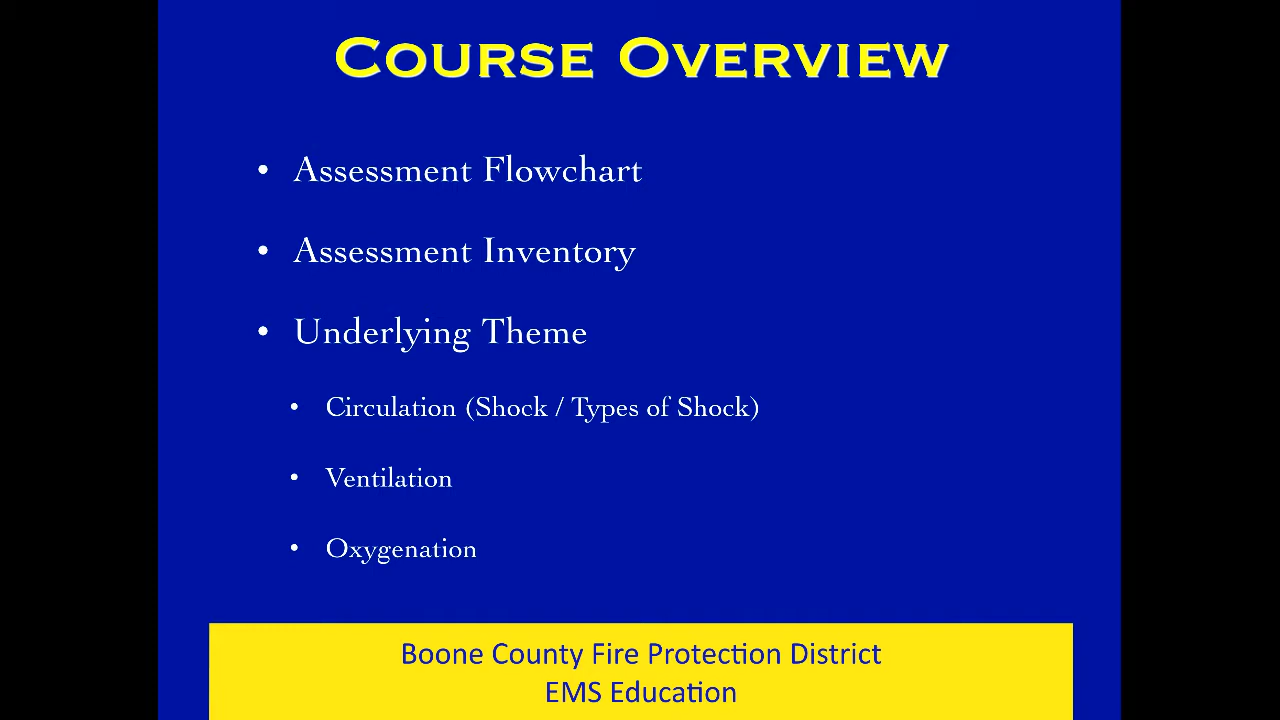 Course Overview
• Assessment Flowchart
• Assessment Inventory
• Underlying Theme
• Circulation (Shock / Types of Shock)
• Ventilation
• Oxygenation
Boone County Fire Protection District
EMS Education